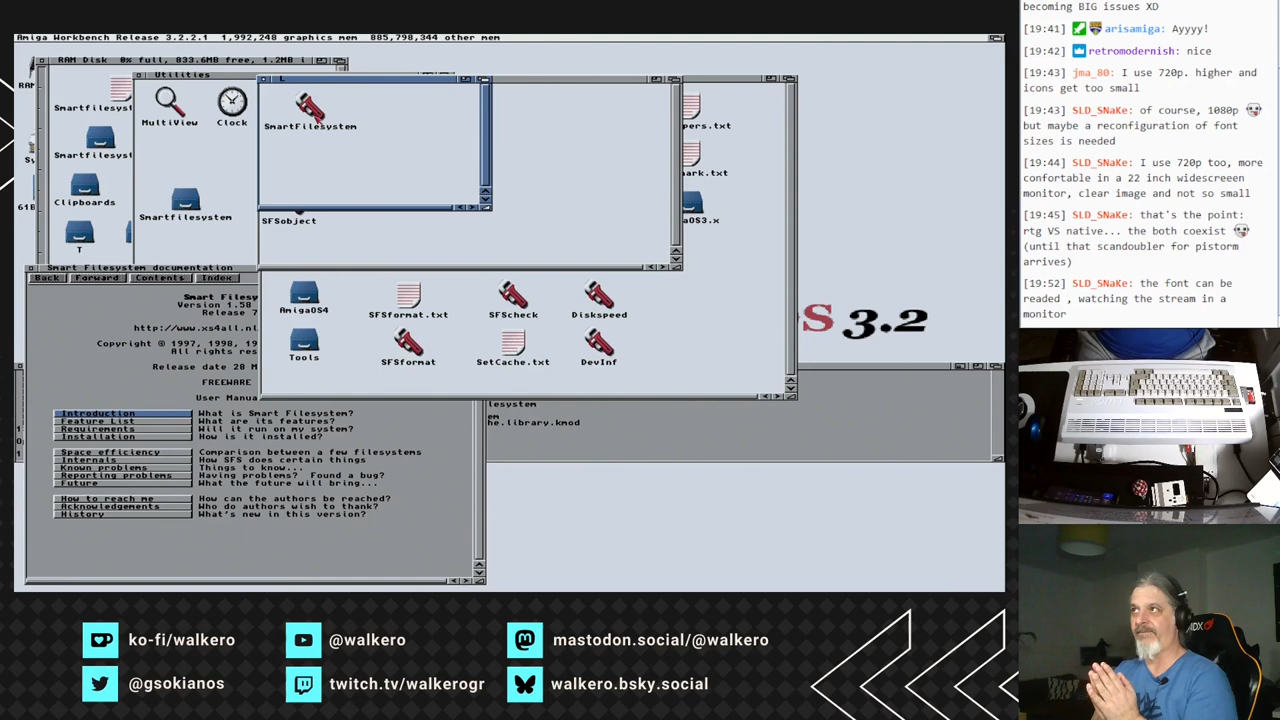 Amiga Workbench Release 3.2.2.1 1,992,248 graphics mem 885,798,344 other mem
RAM Disk 0% full, 833.6MB free, 1.2MB i
Utilities
L
Smartfilesyst
MultiView
Clock
SmartFilesystem
pers.txt
Smartfilesyst
ark.txt
Clipboards
Smartfilesystem
SFSobject
aOS3.x
T
Smart Filesystem documentation
Back
Forward
Contents
Index
Smart Filesy
Version 1.58
Release 7
http://www.xs4all.nl
Copyright © 1997, 1998, 19
All rights res
Release date 28 M
FREEWARE
User Manua
Introduction What is Smart Filesystem?
Feature List What are its features?
Requirements Will it run on my system?
Installation How is it installed?
Space efficiency Comparison between a few filesystems
Internals How SFS does certain things
Known problems Things to know...
Reporting problems Having problems? Found a bug?
Future What the future will bring...
How to reach me How can the authors be reached?
Acknowledgements Who do authors wish to thank?
History What's new in this version?
AmigaOS4
SFSformat.txt
SFScheck
Diskspeed
Tools
SFSformat
SetCache.txt
DevInf
S 3.2
lesystem
em
he.library.kmod
becoming BIG issues XD
[19:41] arisamiga: Ayyyy!
[19:42] retromodernish: nice
[19:43] jma_80: I use 720p. higher and
icons get too small
[19:43] SLD_SNaKe: of course, 1080p
but maybe a reconfiguration of font
sizes is needed
[19:44] SLD_SNaKe: I use 720p too, more
confortable in a 22 inch widescreeen
monitor, clear image and not so small
[19:45] SLD_SNaKe: that's the point:
rtg VS native... the both coexist
(until that scandoubler for pistorm
arrives)
[19:52] SLD_SNaKe: the font can be
readed , watching the stream in a
monitor
ko-fi/walkero
@walkero
mastodon.social/@walkero
@gsokianos
twitch.tv/walkerogr
walkero.bsky.social